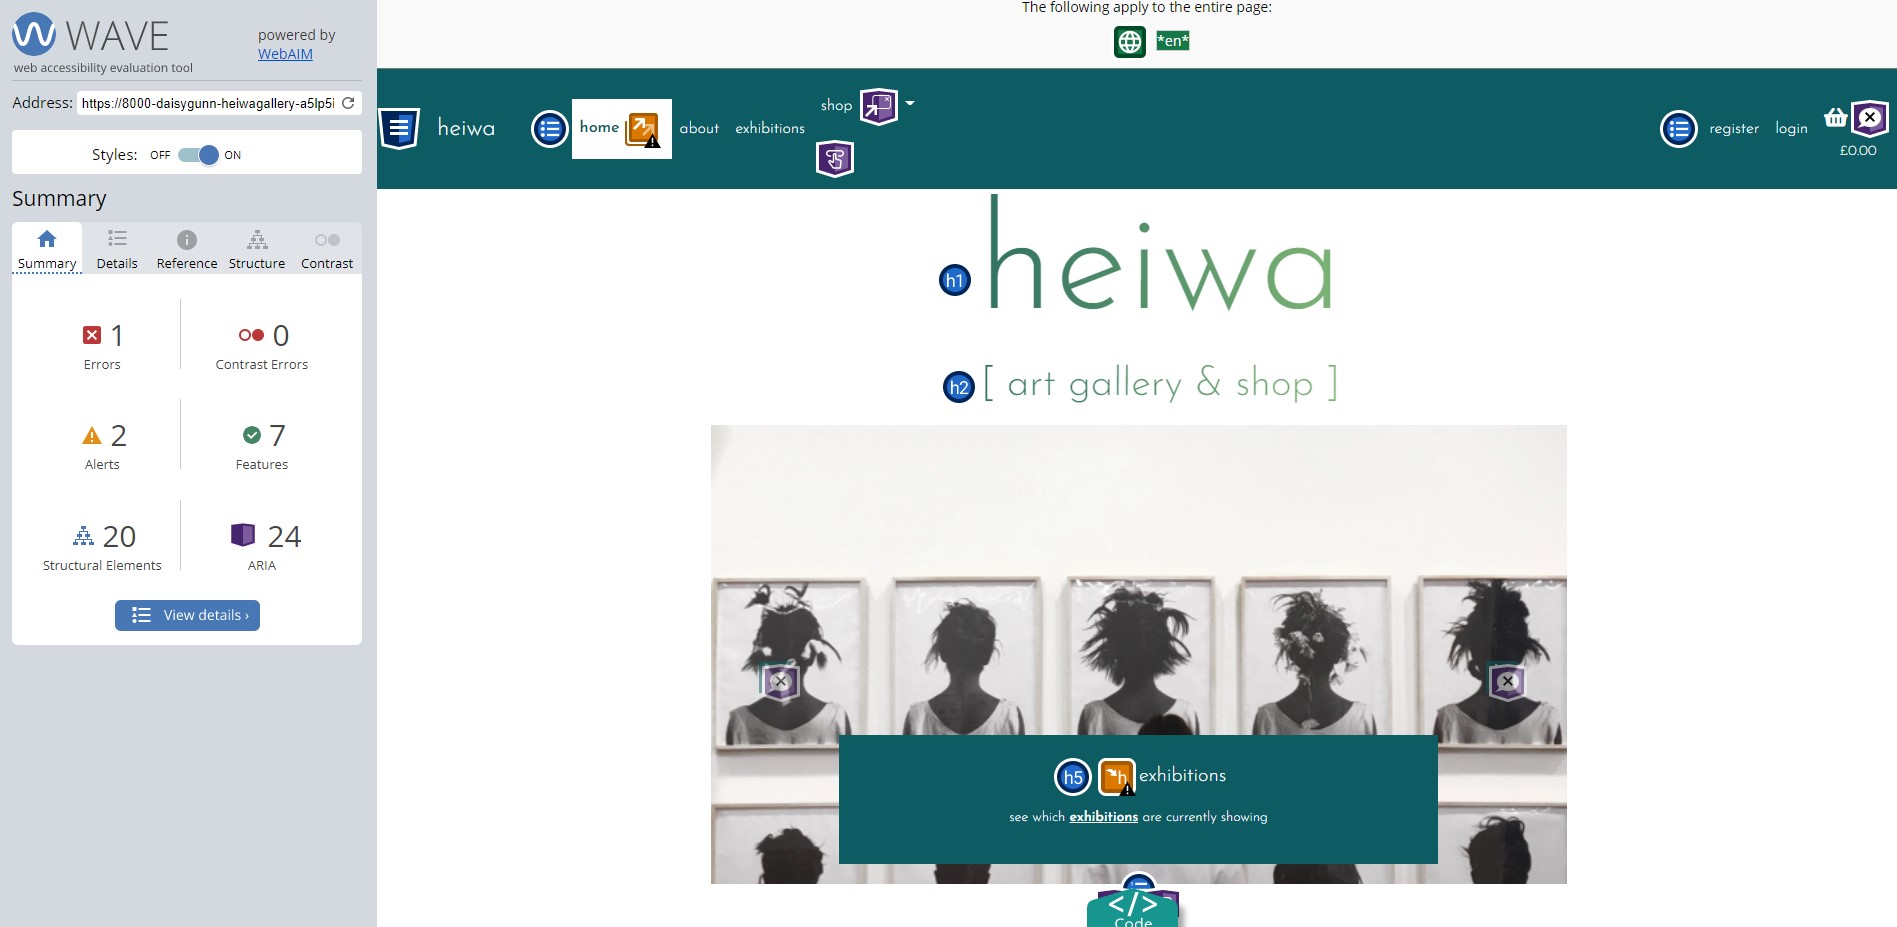 WAVE
powered by
WebAIM
web accessibility evaluation tool
Address: https://8000-daisygunn-heiwagallery-a5lp5i
Styles: OFF ON
Summary
Summary Details Reference Structure Contrast
1
Errors
0
Contrast Errors
2
Alerts
7
Features
20
Structural Elements
24
ARIA
View details ›
The following apply to the entire page:
*en*
heiwa
home
about
exhibitions
shop
register
login
£0.00
h1 heiwa
h2 [ art gallery & shop ]
h5 h exhibitions
see which exhibitions are currently showing
</>
Code